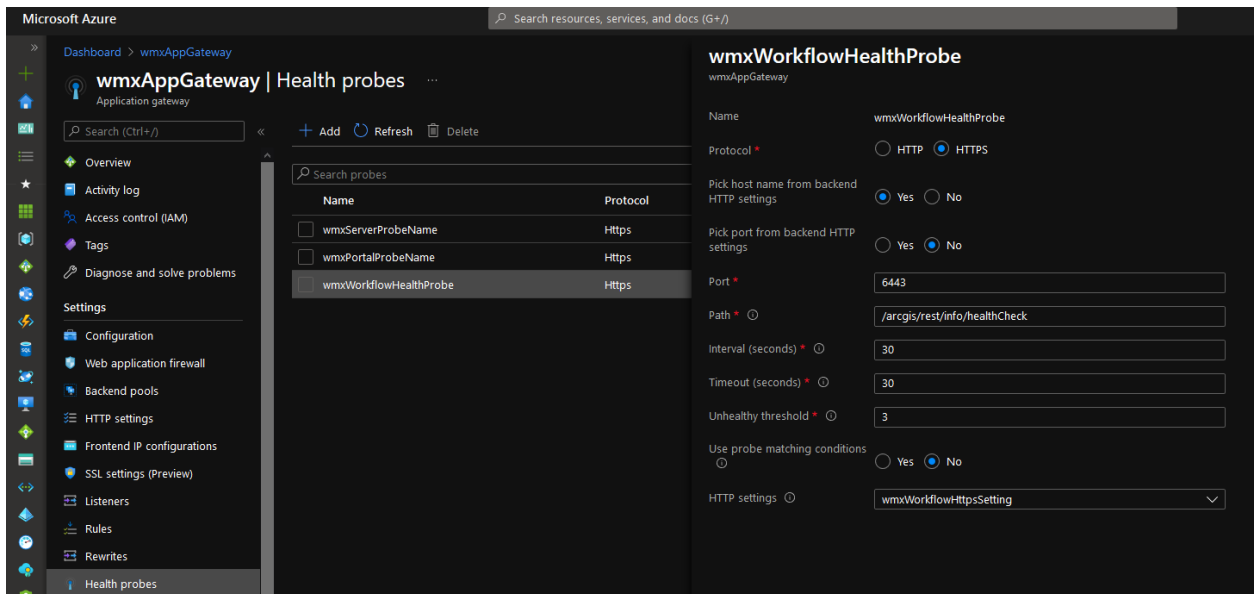 Microsoft Azure
Search resources, services, and docs (G+/)
Dashboard > wmxAppGateway
wmxAppGateway | Health probes ...
Application gateway
Search (Ctrl+/)
«
Overview
Activity log
Access control (IAM)
Tags
Diagnose and solve problems
Settings
Configuration
Web application firewall
Backend pools
HTTP settings
Frontend IP configurations
SSL settings (Preview)
Listeners
Rules
Rewrites
Health probes
+ Add Refresh Delete
Search probes
Name Protocol
wmxServerProbeName Https
wmxPortalProbeName Https
wmxWorkflowHealthProbe Https
wmxWorkflowHealthProbe
wmxAppGateway
Name wmxWorkflowHealthProbe
Protocol * HTTP HTTPS
Pick host name from backend
HTTP settings Yes No
Pick port from backend HTTP
settings Yes No
Port * 6443
Path * /arcgis/rest/info/healthCheck
Interval (seconds) * 30
Timeout (seconds) * 30
Unhealthy threshold * 3
Use probe matching conditions
Yes No
HTTP settings wmxWorkflowHttpsSetting